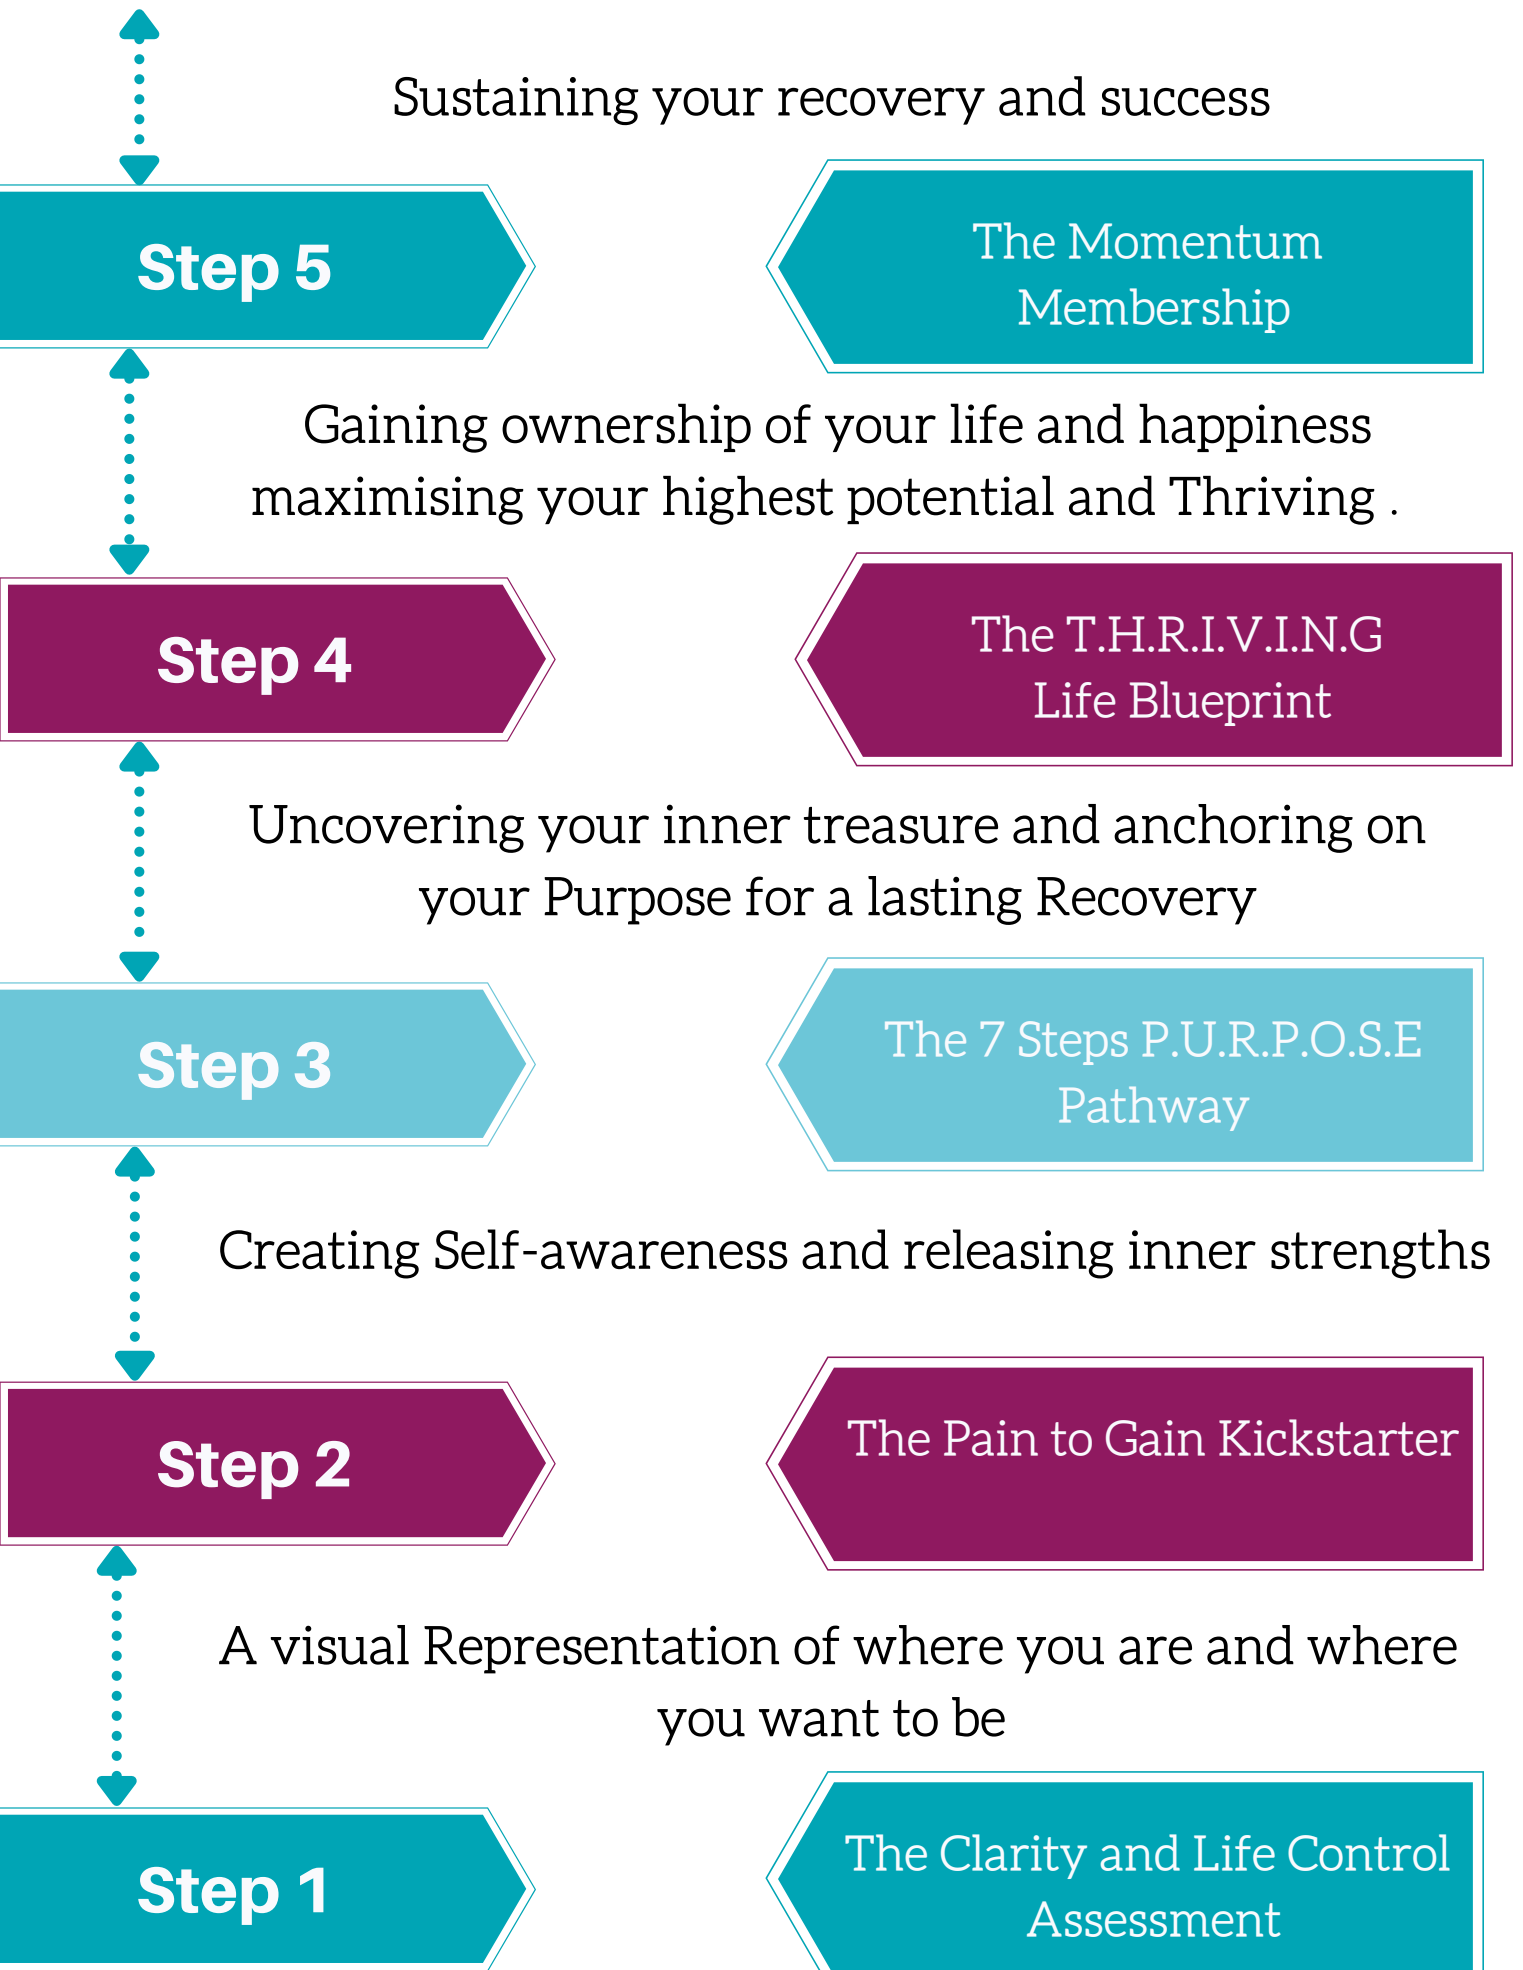 Sustaining your recovery and success
Step 5
The Momentum
Membership
Gaining ownership of your life and happiness
maximising your highest potential and Thriving .
Step 4
The T.H.R.I.V.I.N.G
Life Blueprint
Uncovering your inner treasure and anchoring on
your Purpose for a lasting Recovery
Step 3
The 7 Steps P.U.R.P.O.S.E
Pathway
Creating Self-awareness and releasing inner strengths
Step 2
The Pain to Gain Kickstarter
A visual Representation of where you are and where
you want to be
Step 1
The Clarity and Life Control
Assessment